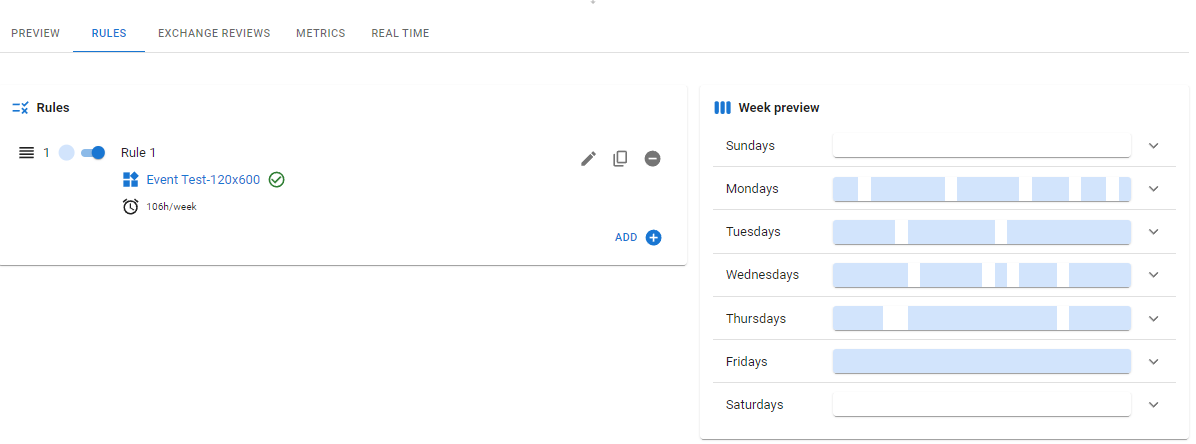 PREVIEW RULES EXCHANGE REVIEWS METRICS REAL TIME
Rules
1 Rule 1
Event Test-120x600
106h/week
ADD
Week preview
Sundays
Mondays
Tuesdays
Wednesdays
Thursdays
Fridays
Saturdays